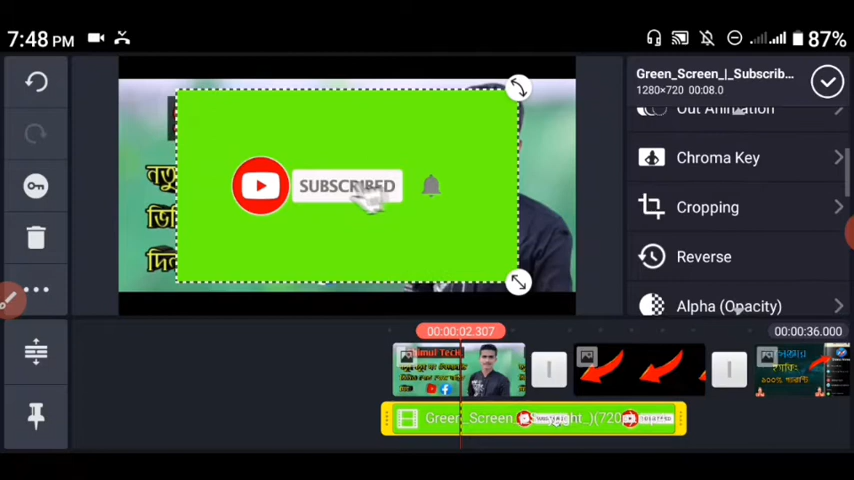 7:48 PM
87%
Green_Screen_|_Subscrib...
1280×720 00:08.0
Out Animation
Chroma Key
Cropping
Reverse
Alpha (Opacity)
SUBSCRIBED
নতু
ভি
দিন
00:00:02.307
00:00:36.000